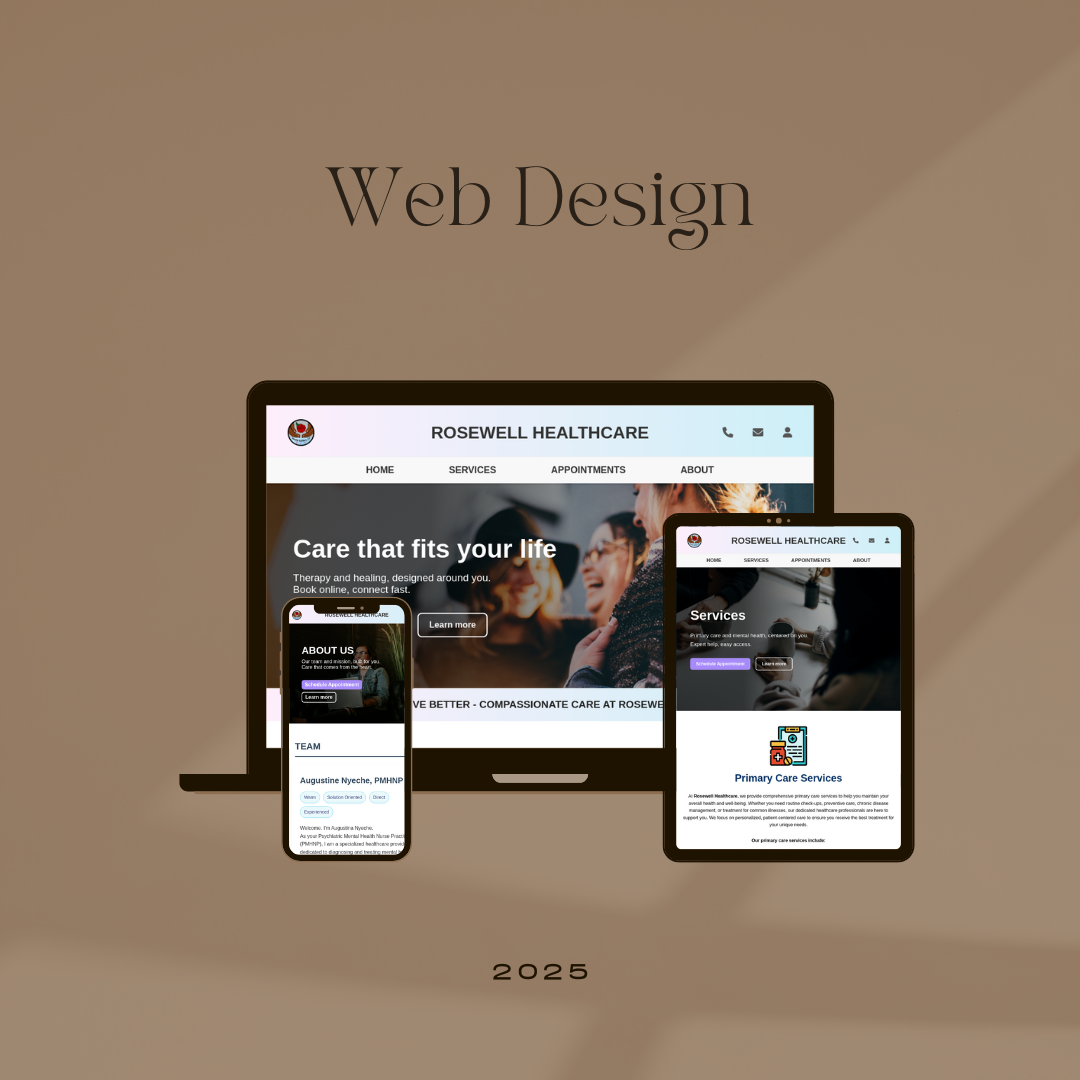 Web Design
ROSEWELL HEALTHCARE
HOME SERVICES APPOINTMENTS ABOUT
Care that fits your life
Therapy and healing, designed around you.
Book online, connect fast.
Learn more
VE BETTER - COMPASSIONATE CARE AT ROSEWE
ROSEWELL HEALTHCARE
ABOUT US
Our team and mission, built for you.
Care that comes from the heart.
Schedule Appointment
Learn more
TEAM
Augustine Nyeche, PMHNP
Warm Solution Oriented Direct
Experienced
Welcome. I'm Augustina Nyeche.
As your Psychiatric Mental Health Nurse Practi
(PMHNP), I am a specialized healthcare provid
dedicated to diagnosing and treating mental h
ROSEWELL HEALTHCARE
HOME SERVICES APPOINTMENTS ABOUT
Services
Primary care and mental health, centered on you.
Expert help, easy access.
Schedule Appointment Learn more
Primary Care Services
At Rosewell Healthcare, we provide comprehensive primary care services to help you maintain your
overall health and well-being. Whether you need routine check-ups, preventive care, chronic disease
management, or treatment for common illnesses, our dedicated healthcare professionals are here to
support you. We focus on personalized, patient-centered care to ensure you receive the best treatment for
your unique needs.
Our primary care services include:
2025